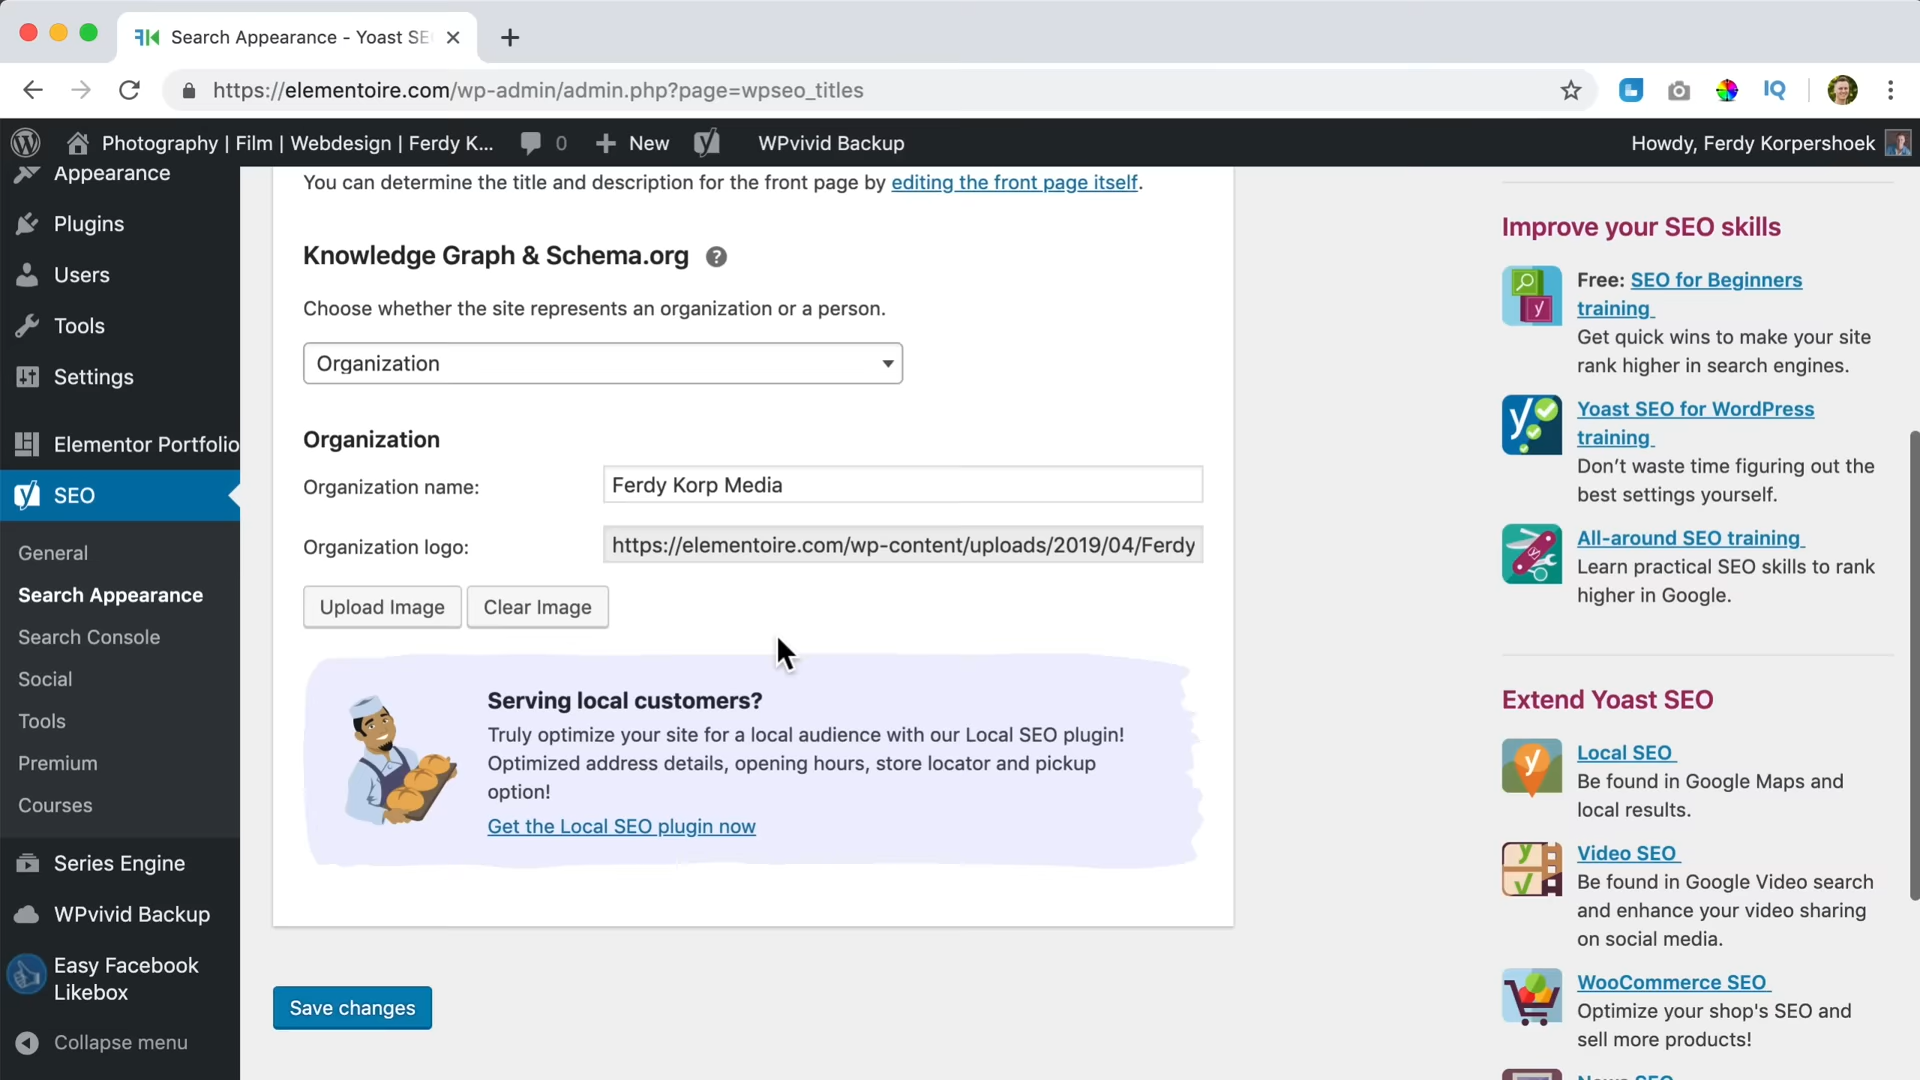 Search Appearance - Yoast SE
https://elementoire.com/wp-admin/admin.php?page=wpseo_titles
IQ
Photography | Film | Webdesign | Ferdy K...
0
New
WPvivid Backup
Howdy, Ferdy Korpershoek
Appearance
Plugins
Users
Tools
Settings
Elementor Portfolio
SEO
General
Search Appearance
Search Console
Social
Tools
Premium
Courses
Series Engine
WPvivid Backup
Easy Facebook
Likebox
Collapse menu
You can determine the title and description for the front page by editing the front page itself.
Knowledge Graph & Schema.org
Choose whether the site represents an organization or a person.
Organization
Organization
Organization name:
Ferdy Korp Media
Organization logo:
https://elementoire.com/wp-content/uploads/2019/04/Ferdy
Upload Image
Clear Image
Serving local customers?
Truly optimize your site for a local audience with our Local SEO plugin!
Optimized address details, opening hours, store locator and pickup
option!
Get the Local SEO plugin now
Save changes
Improve your SEO skills
Free: SEO for Beginners
training
Get quick wins to make your site
rank higher in search engines.
Yoast SEO for WordPress
training
Don’t waste time figuring out the
best settings yourself.
All-around SEO training
Learn practical SEO skills to rank
higher in Google.
Extend Yoast SEO
Local SEO
Be found in Google Maps and
local results.
Video SEO
Be found in Google Video search
and enhance your video sharing
on social media.
WooCommerce SEO
Optimize your shop's SEO and
sell more products!
News SEO